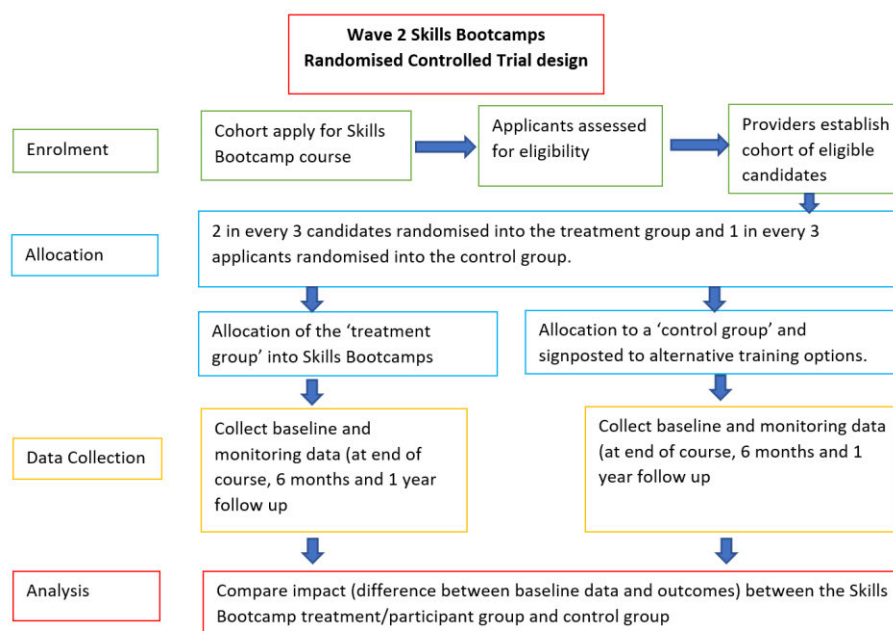 Wave 2 Skills Bootcamps
Randomised Controlled Trial design
Enrolment
Cohort apply for Skills
Bootcamp course
Applicants assessed
for eligibility
Providers establish
cohort of eligible
candidates
Allocation
2 in every 3 candidates randomised into the treatment group and 1 in every 3
applicants randomised into the control group.
Allocation of the ‘treatment
group’ into Skills Bootcamps
Allocation to a ‘control group’ and
signposted to alternative training options.
Data Collection
Collect baseline and
monitoring data (at end of
course, 6 months and 1 year
follow up
Collect baseline and monitoring data
(at end of course, 6 months and 1
year follow up
Analysis
Compare impact (difference between baseline data and outcomes) between the Skills
Bootcamp treatment/participant group and control group